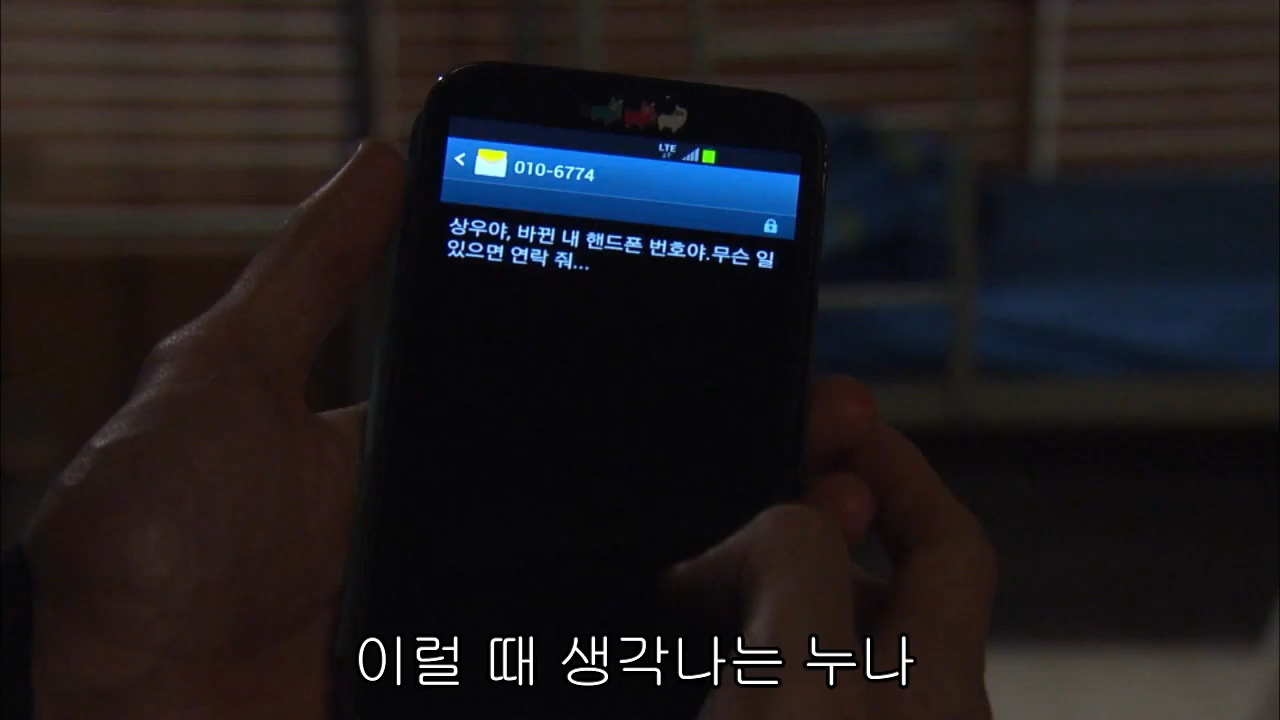 LTE
010-6774
상우야, 바뀐 내 핸드폰 번호야.무슨 일
있으면 연락 줘...
이럴 때 생각나는 누나